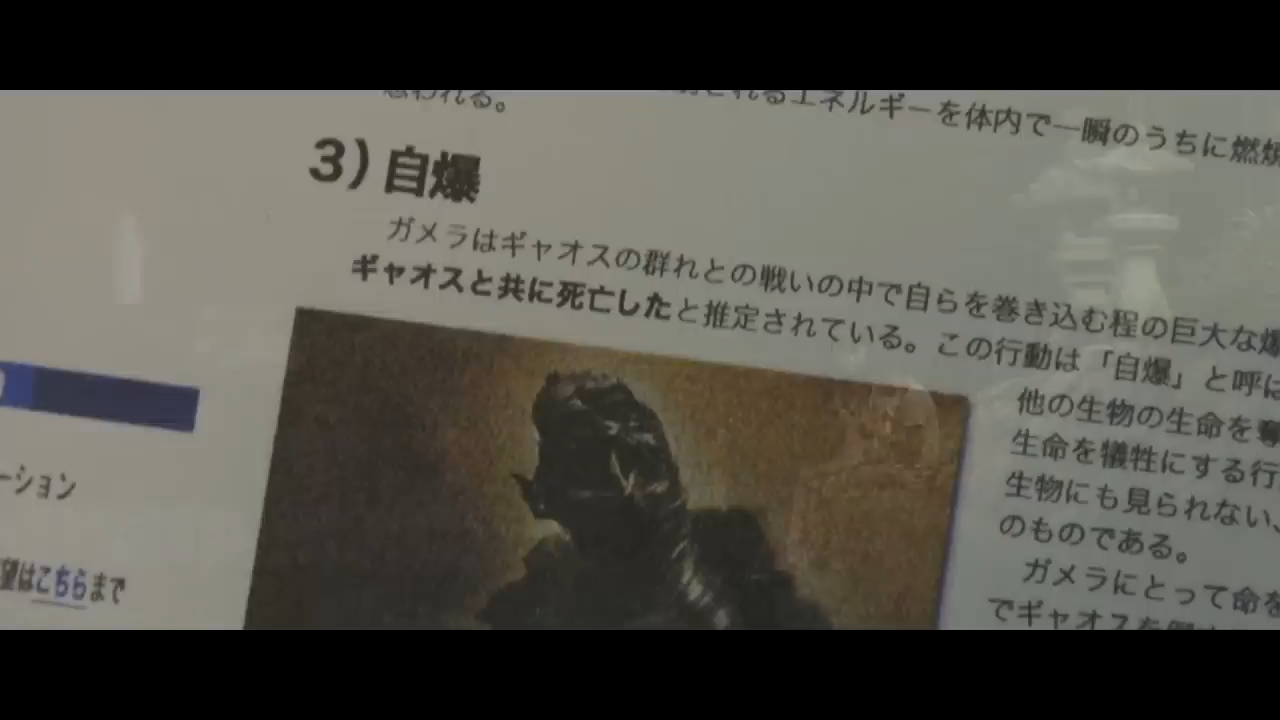 思われる。
されるエネルギーを体内で一瞬のうちに燃焼
3）自爆
ガメラはギャオスの群れとの戦いの中で自らを巻き込む程の巨大な爆
ギャオスと共に死亡したと推定されている。この行動は「自爆」と呼ば
他の生物の生命を奪
生命を犠牲にする行
生物にも見られない、
のものである。
ガメラにとって命を
でギャオスを
ーション
望はこちらまで